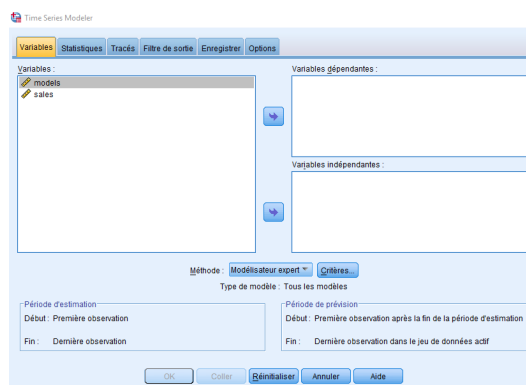 Time Series Modeler
Variables Statistiques Tracés Filtre de sortie Enregistrer Options
Variables :
models
sales
Variables dépendantes :
Variables indépendantes :
Méthode : Modélisateur expert Critères...
Type de modèle : Tous les modèles
Période d'estimation
Début : Première observation
Fin : Dernière observation
Période de prévision
Début : Première observation après la fin de la période d'estimation
Fin : Dernière observation dans le jeu de données actif
OK Coller Réinitialiser Annuler Aide